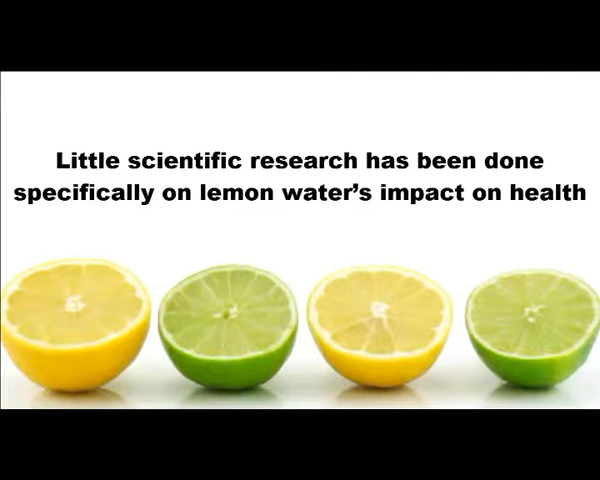 Little scientific research has been done
specifically on lemon water’s impact on health